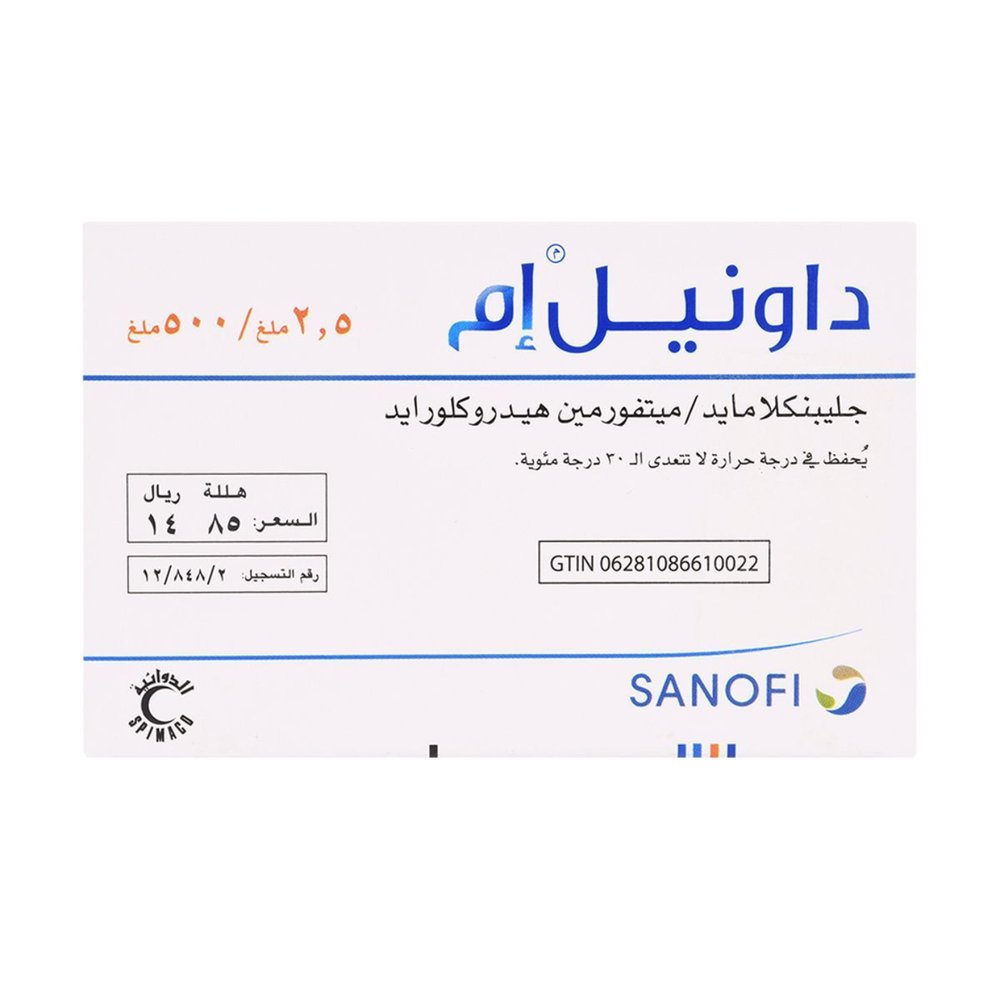 داونيل إم م
٢,٥ ملغ/٥٠٠ ملغ
جليبنكلامايد/ميتفورمين هيدروكلورايد
يُحفظ في درجة حرارة لا تتعدى الـ ٣٠ درجة مئوية.
هللة ريال
السعر: ٨٥ ١٤
رقم التسجيل: ١٢/٨٤٨/٢
GTIN 06281086610022
الدوائية
SPIMACO
SANOFI